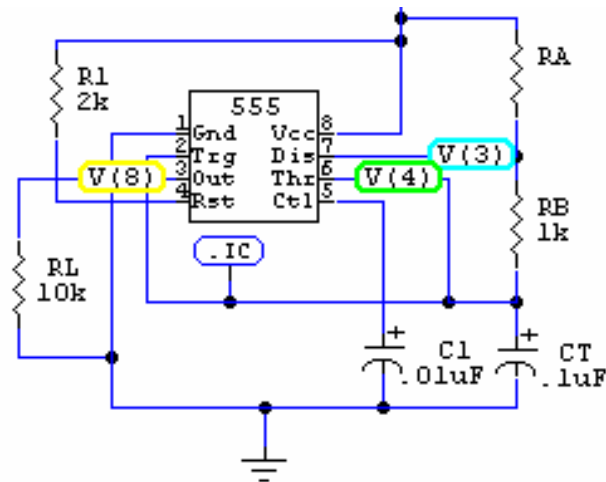 R1
2k
RA
555
1 Gnd Vcc 8
2 Trg Dis 7
3 Out Thr 6
4 Rst Ctl 5
V(8)
V(3)
V(4)
RB
1k
.IC
RL
10k
+
C1
.01uF
+
CT
.1uF